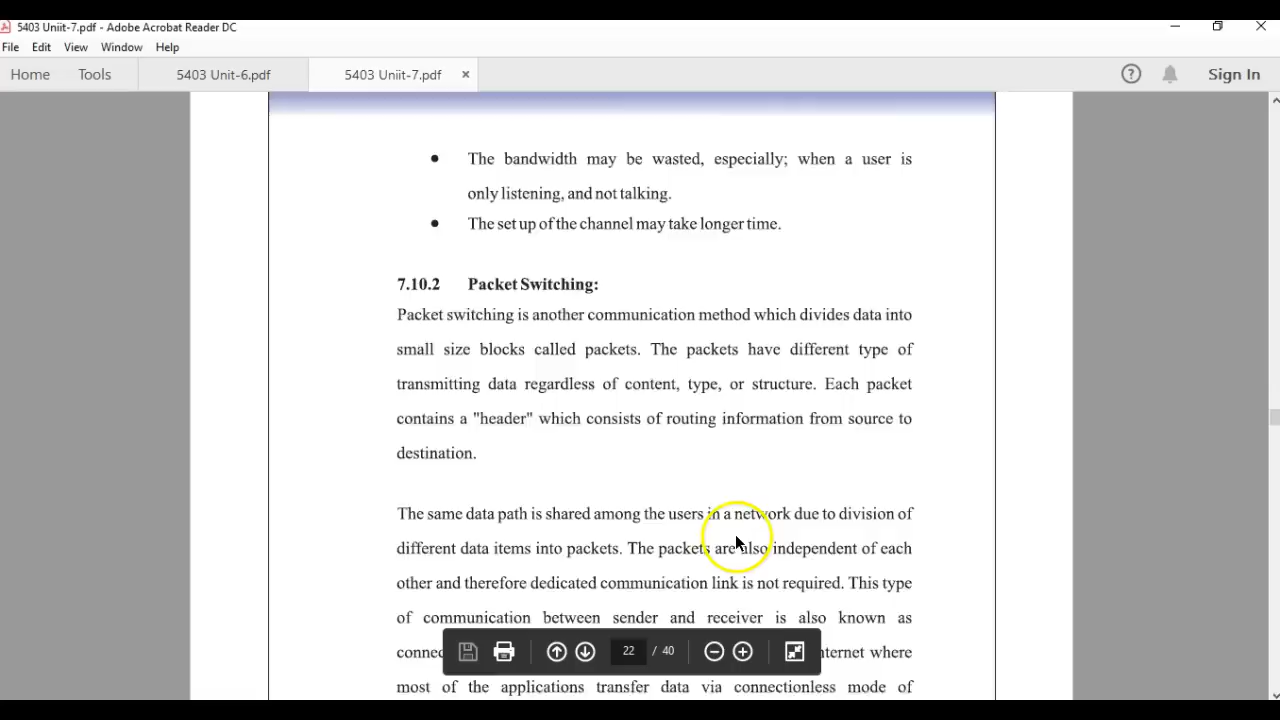 5403 Uniit-7.pdf - Adobe Acrobat Reader DC
File Edit View Window Help
Home Tools 5403 Unit-6.pdf 5403 Uniit-7.pdf × ? Sign In
• The bandwidth may be wasted, especially; when a user is
only listening, and not talking.
• The set up of the channel may take longer time.
7.10.2 Packet Switching:
Packet switching is another communication method which divides data into
small size blocks called packets. The packets have different type of
transmitting data regardless of content, type, or structure. Each packet
contains a "header" which consists of routing information from source to
destination.
The same data path is shared among the users in a network due to division of
different data items into packets. The packets are also independent of each
other and therefore dedicated communication link is not required. This type
of communication between sender and receiver is also known as
where
22 / 40
most of the applications transfer data via connectionless mode of